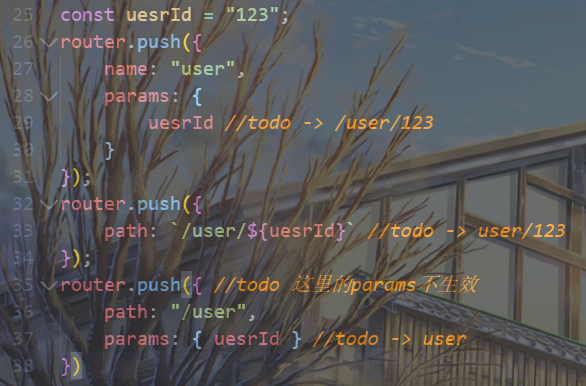 25 const uesrId = "123";
26 router.push({
27 name: "user",
28 params: {
29 uesrId //todo -> /user/123
30 }
31 });
32 router.push({
33 path: `/user/${uesrId}` //todo -> user/123
34 });
35 router.push({ //todo 这里的params不生效
36 path: "/user",
37 params: { uesrId } //todo -> user
38 })